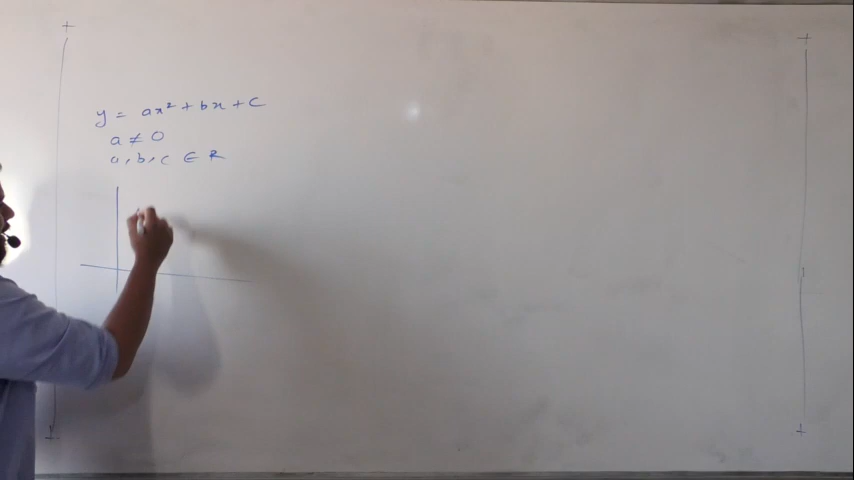 y = ax² + bx + c
a ≠ 0
a, b, c ∈ R